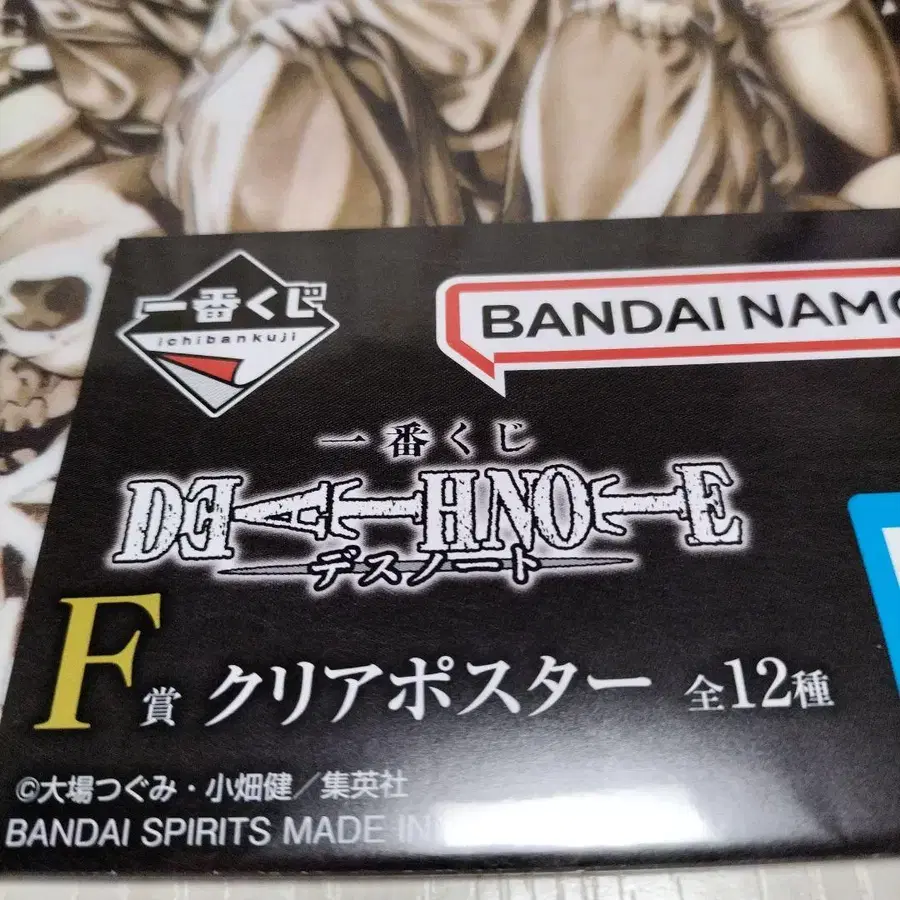 一番くじ
ichibankuji
BANDAI NAMC
一番くじ
DEATH NOTE
デスノート
F賞 クリアポスター 全12種
©大場つぐみ・小畑健/集英社
BANDAI SPIRITS MADE IN